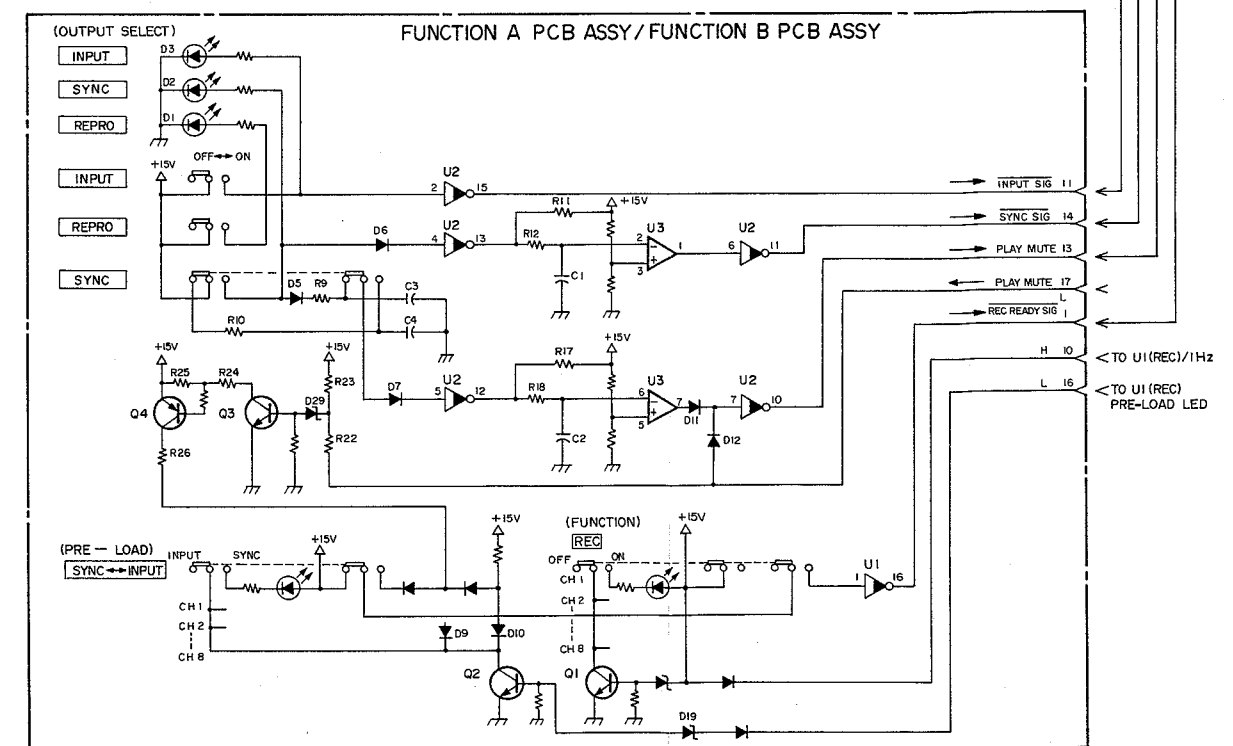 FUNCTION A PCB ASSY/FUNCTION B PCB ASSY
(OUTPUT SELECT)
D3
INPUT
D2
SYNC
D1
REPRO
+15V
OFF↔ON
INPUT
U2
2
15
INPUT SIG 11
R11
+15V
REPRO
D6
4
U2
13
R12
2
3
U3
1
6
U2
11
SYNC SIG 14
C1
PLAY MUTE 13
SYNC
D5
R9
C3
R10
C4
PLAY MUTE 17
L
REC READY SIG 1
+15V
R25
R24
+15V
R23
R17
+15V
H 10
TO U1(REC)/1Hz
Q4
Q3
D29
D7
5
U2
12
R18
6
5
U3
7
D11
7
U2
10
L 16
TO U1(REC)
PRE-LOAD LED
R26
R22
C2
D12
(PRE-LOAD)
SYNC↔INPUT
INPUT
SYNC
+15V
+15V
(FUNCTION)
REC
OFF
ON
+15V
CH 1
CH 2
CH 8
U1
1
16
CH 1
CH 2
CH 8
D9
D10
Q2
Q1
D19